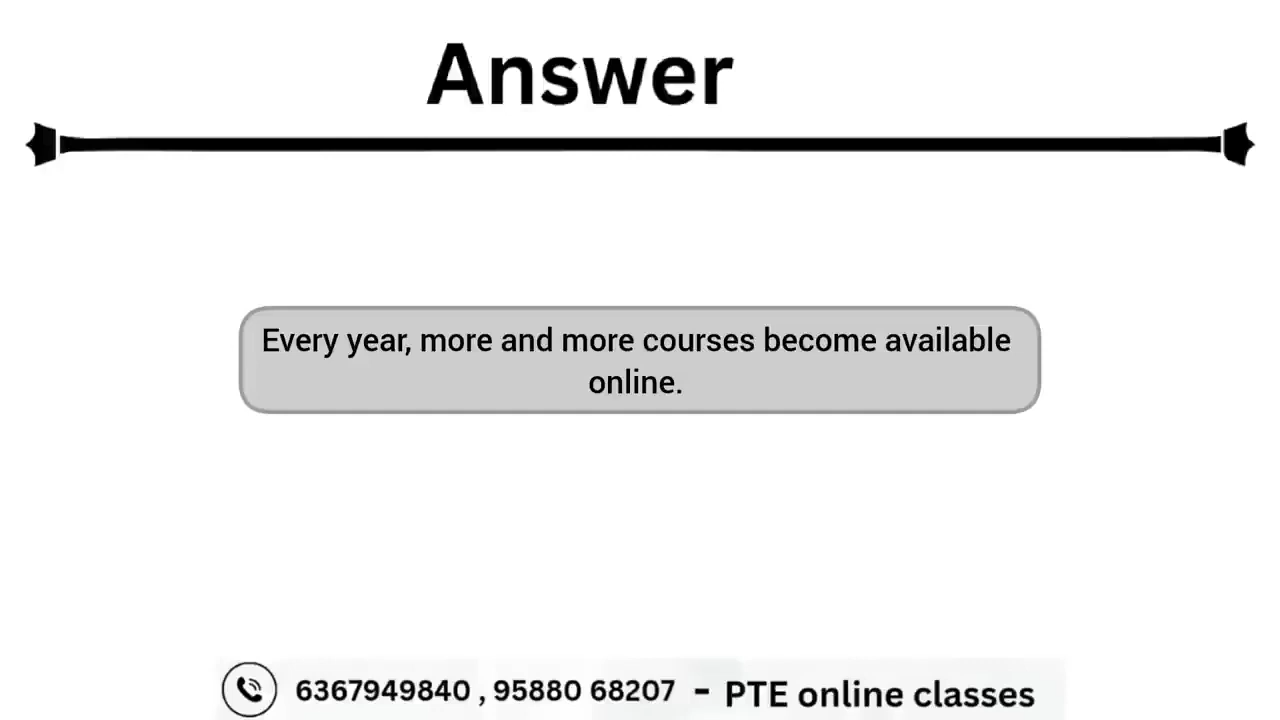 Answer
Every year, more and more courses become available
online.
6367949840 , 95880 68207 - PTE online classes